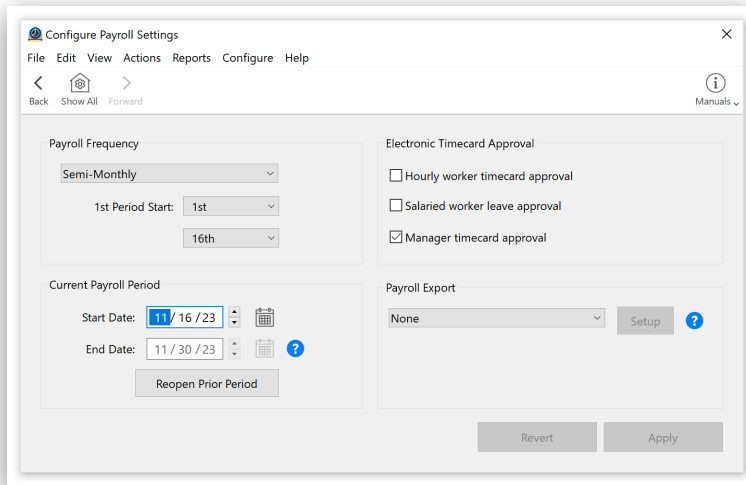 Configure Payroll Settings
File Edit View Actions Reports Configure Help
Back Show All Forward
Manuals
Payroll Frequency
Semi-Monthly
1st Period Start: 1st
16th
Electronic Timecard Approval
Hourly worker timecard approval
Salaried worker leave approval
Manager timecard approval
Current Payroll Period
Start Date: 11 / 16 / 23
End Date: 11 / 30 / 23 ?
Reopen Prior Period
Payroll Export
None Setup ?
Revert Apply